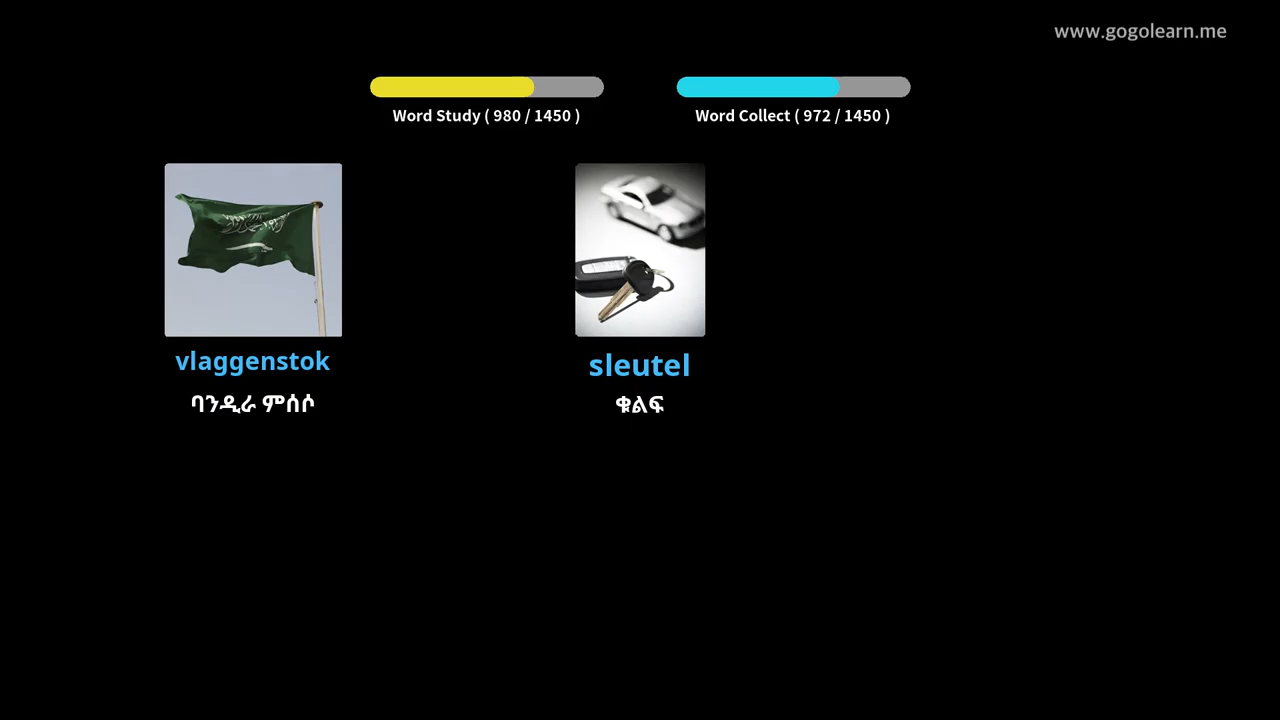 www.gogolearn.me
Word Study ( 980 / 1450 )
Word Collect ( 972 / 1450 )
vlaggenstok
ባንዲራ ምሰሶ
sleutel
ቁልፍ